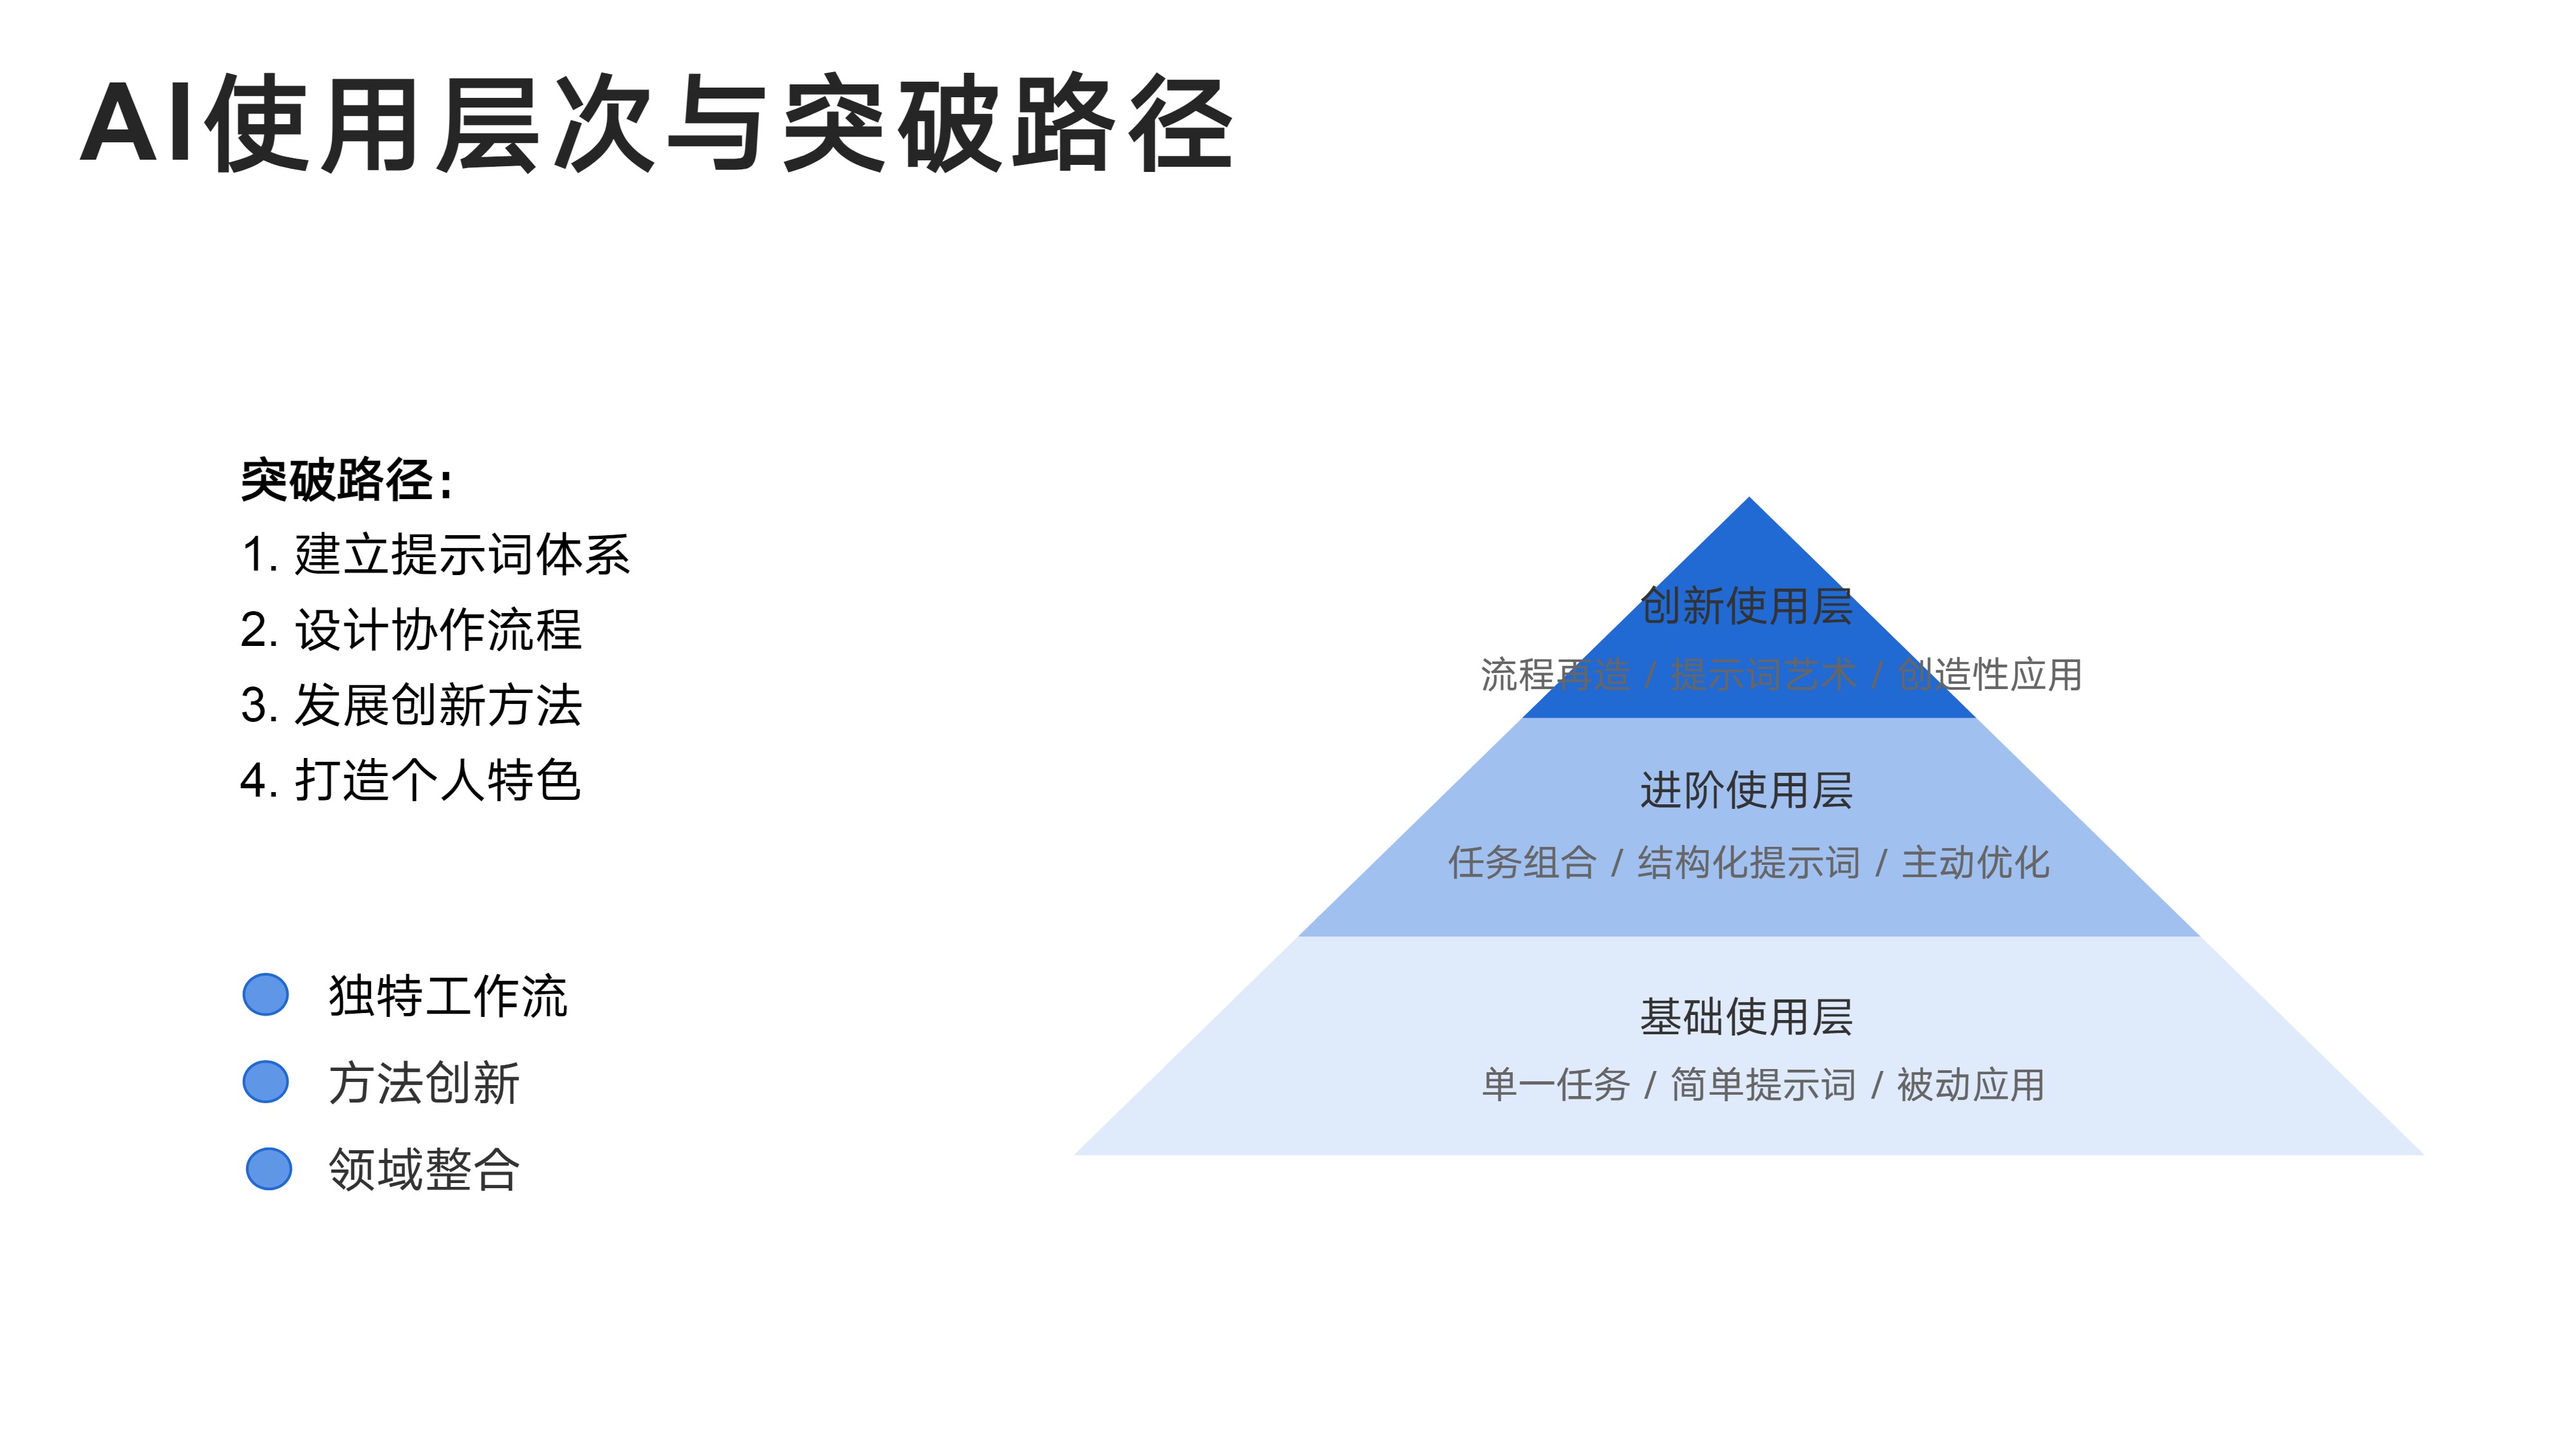 AI使用层次与突破路径
突破路径：
1. 建立提示词体系
2. 设计协作流程
3. 发展创新方法
4. 打造个人特色
独特工作流
方法创新
领域整合
创新使用层
流程再造 / 提示词艺术 / 创造性应用
进阶使用层
任务组合 / 结构化提示词 / 主动优化
基础使用层
单一任务 / 简单提示词 / 被动应用